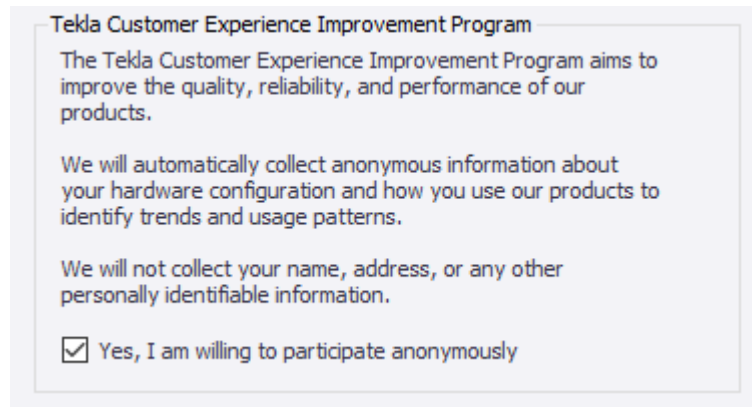 Tekla Customer Experience Improvement Program
The Tekla Customer Experience Improvement Program aims to
improve the quality, reliability, and performance of our
products.
We will automatically collect anonymous information about
your hardware configuration and how you use our products to
identify trends and usage patterns.
We will not collect your name, address, or any other
personally identifiable information.
Yes, I am willing to participate anonymously